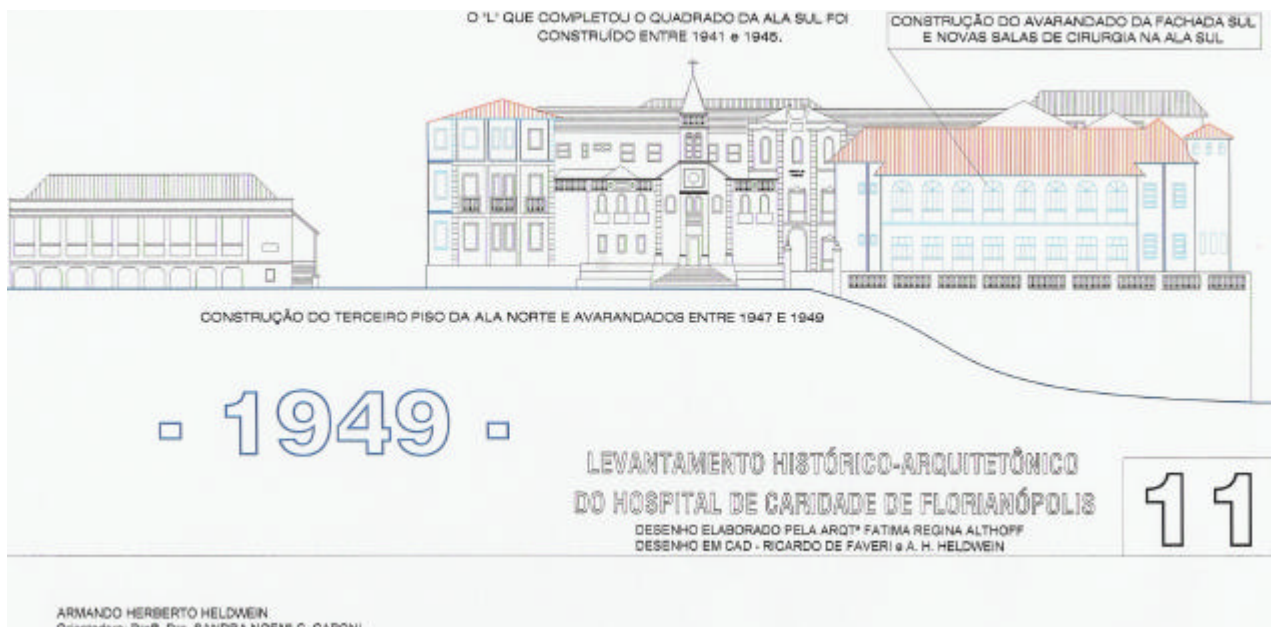 O "L" QUE COMPLETOU O QUADRADO DA ALA SUL FOI
CONSTRUÍDO ENTRE 1941 e 1945.
CONSTRUÇÃO DO AVARANDADO DA FACHADA SUL
E NOVAS SALAS DE CIRURGIA NA ALA SUL
CONSTRUÇÃO DO TERCEIRO PISO DA ALA NORTE E AVARANDADOS ENTRE 1947 E 1949
- 1949 -
LEVANTAMENTO HISTÓRICO-ARQUITETÔNICO
DO HOSPITAL DE CARIDADE DE FLORIANÓPOLIS
DESENHO ELABORADO PELA ARQTª FATIMA REGINA ALTHOFF
DESENHO EM CAD - RICARDO DE FAVERI e A. H. HELDWEIN
11
ARMANDO HERBERTO HELDWEIN
SANDRA NOEMI C. CAPONI